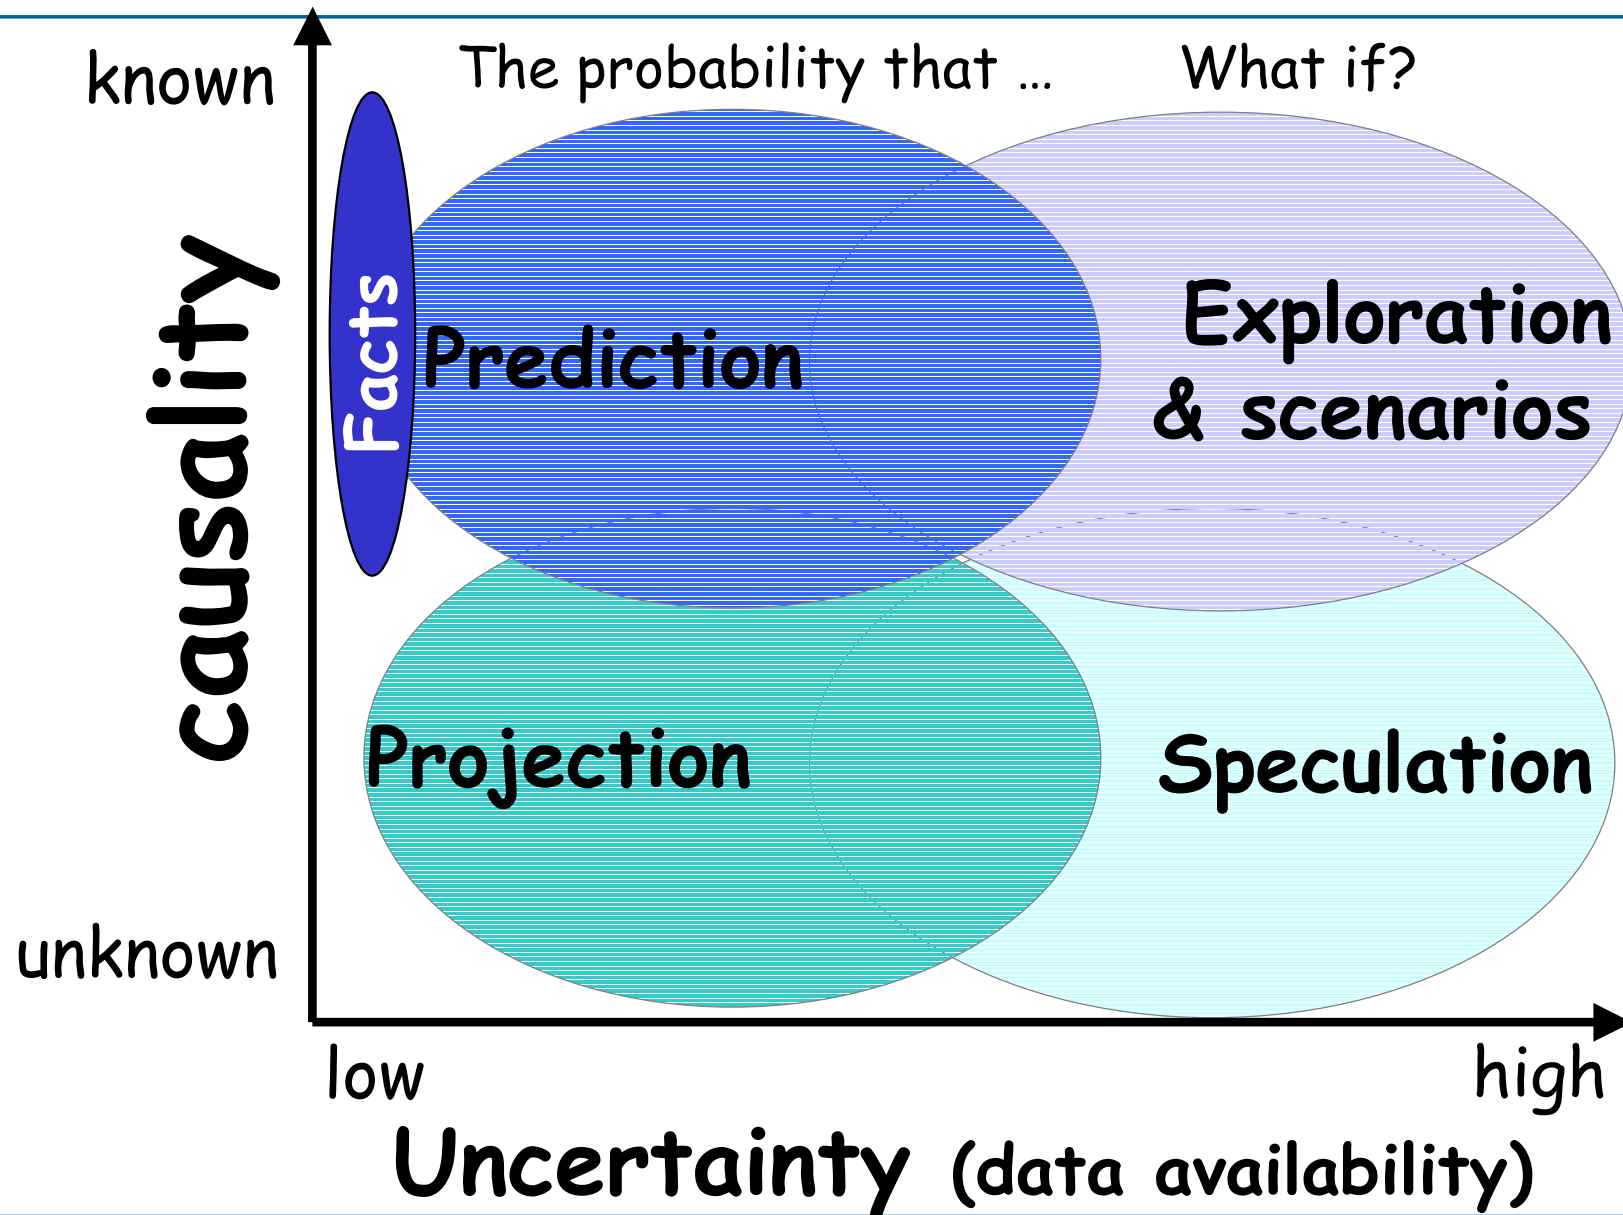 known
The probability that ...
What if?
causality
Facts
Prediction
Exploration
& scenarios
Projection
Speculation
unknown
low
high
Uncertainty (data availability)